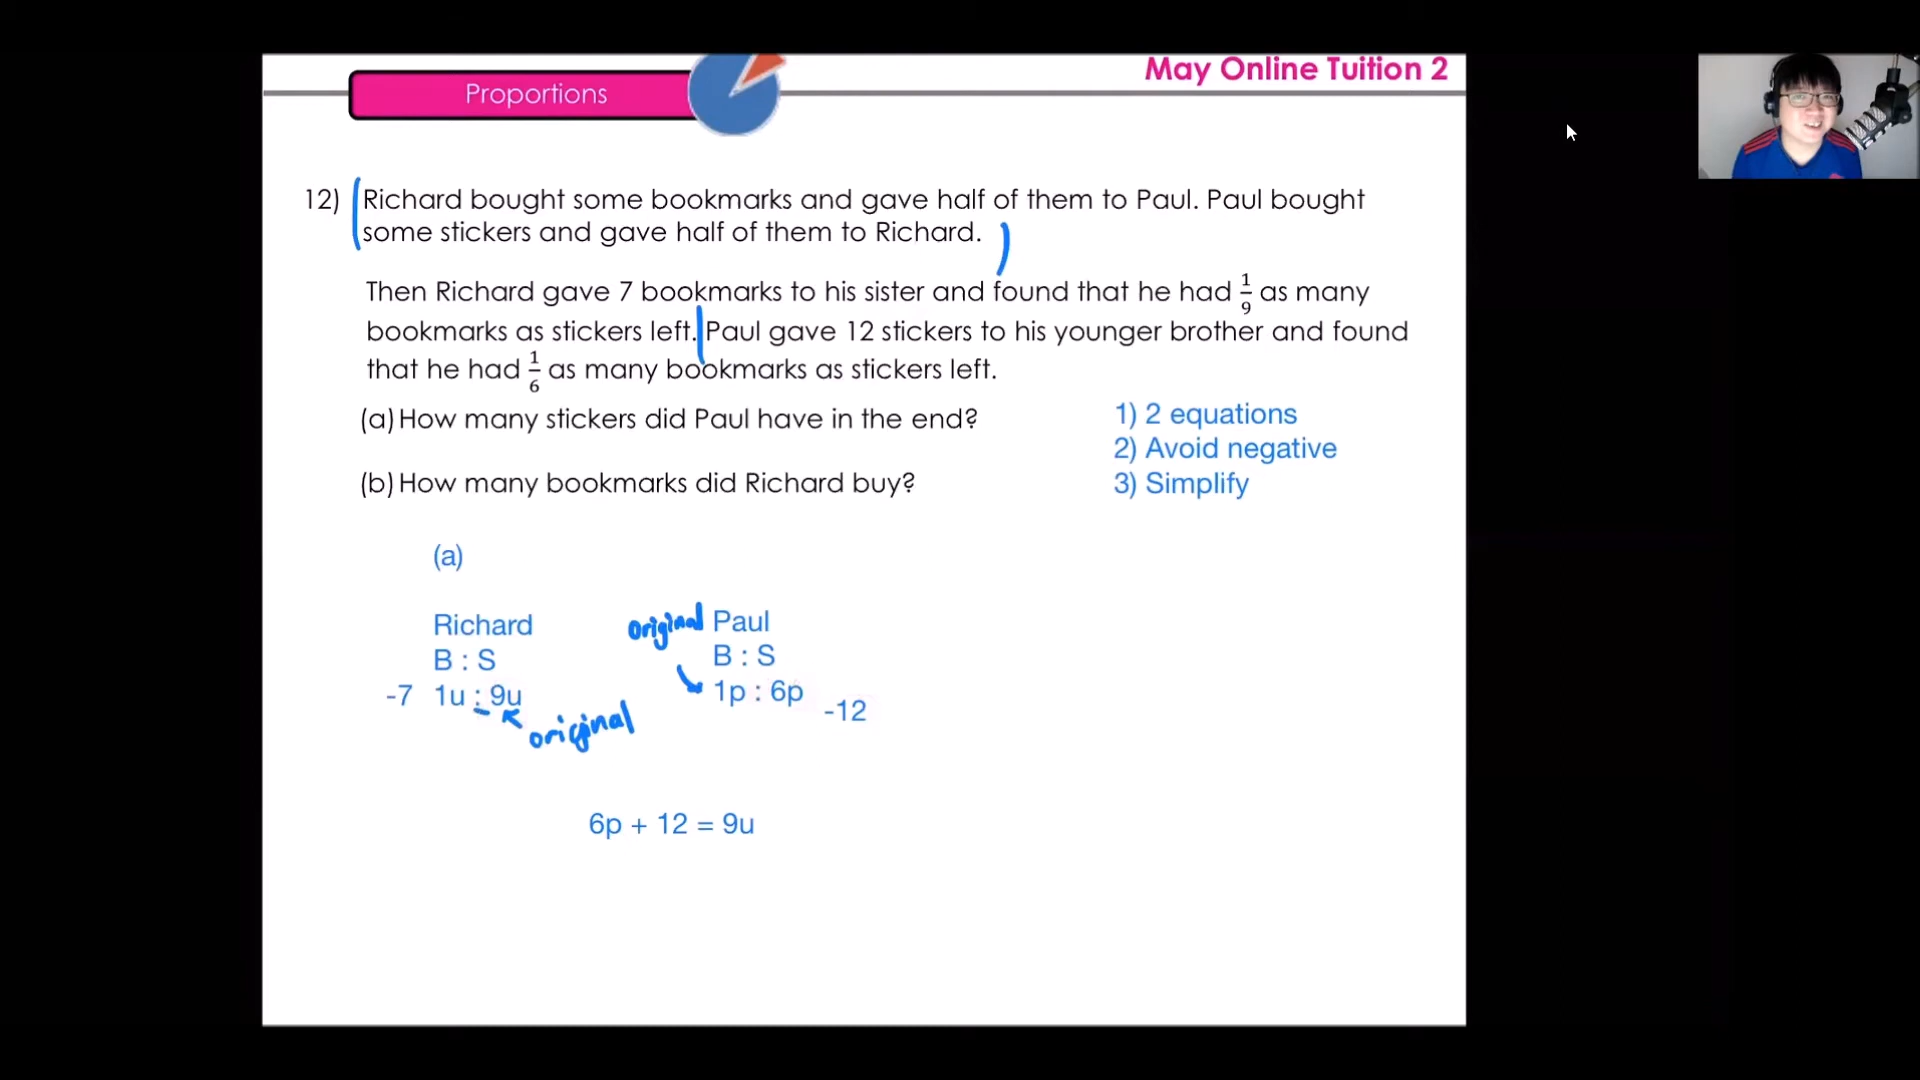 May Online Tuition 2
Proportions
12) Richard bought some bookmarks and gave half of them to Paul. Paul bought
some stickers and gave half of them to Richard.
Then Richard gave 7 bookmarks to his sister and found that he had 1/9 as many
bookmarks as stickers left. Paul gave 12 stickers to his younger brother and found
that he had 1/6 as many bookmarks as stickers left.
(a) How many stickers did Paul have in the end?
(b) How many bookmarks did Richard buy?
1) 2 equations
2) Avoid negative
3) Simplify
(a)
Richard
B : S
-7 1u : 9u
original
original
Paul
B : S
1p : 6p
-12
6p + 12 = 9u